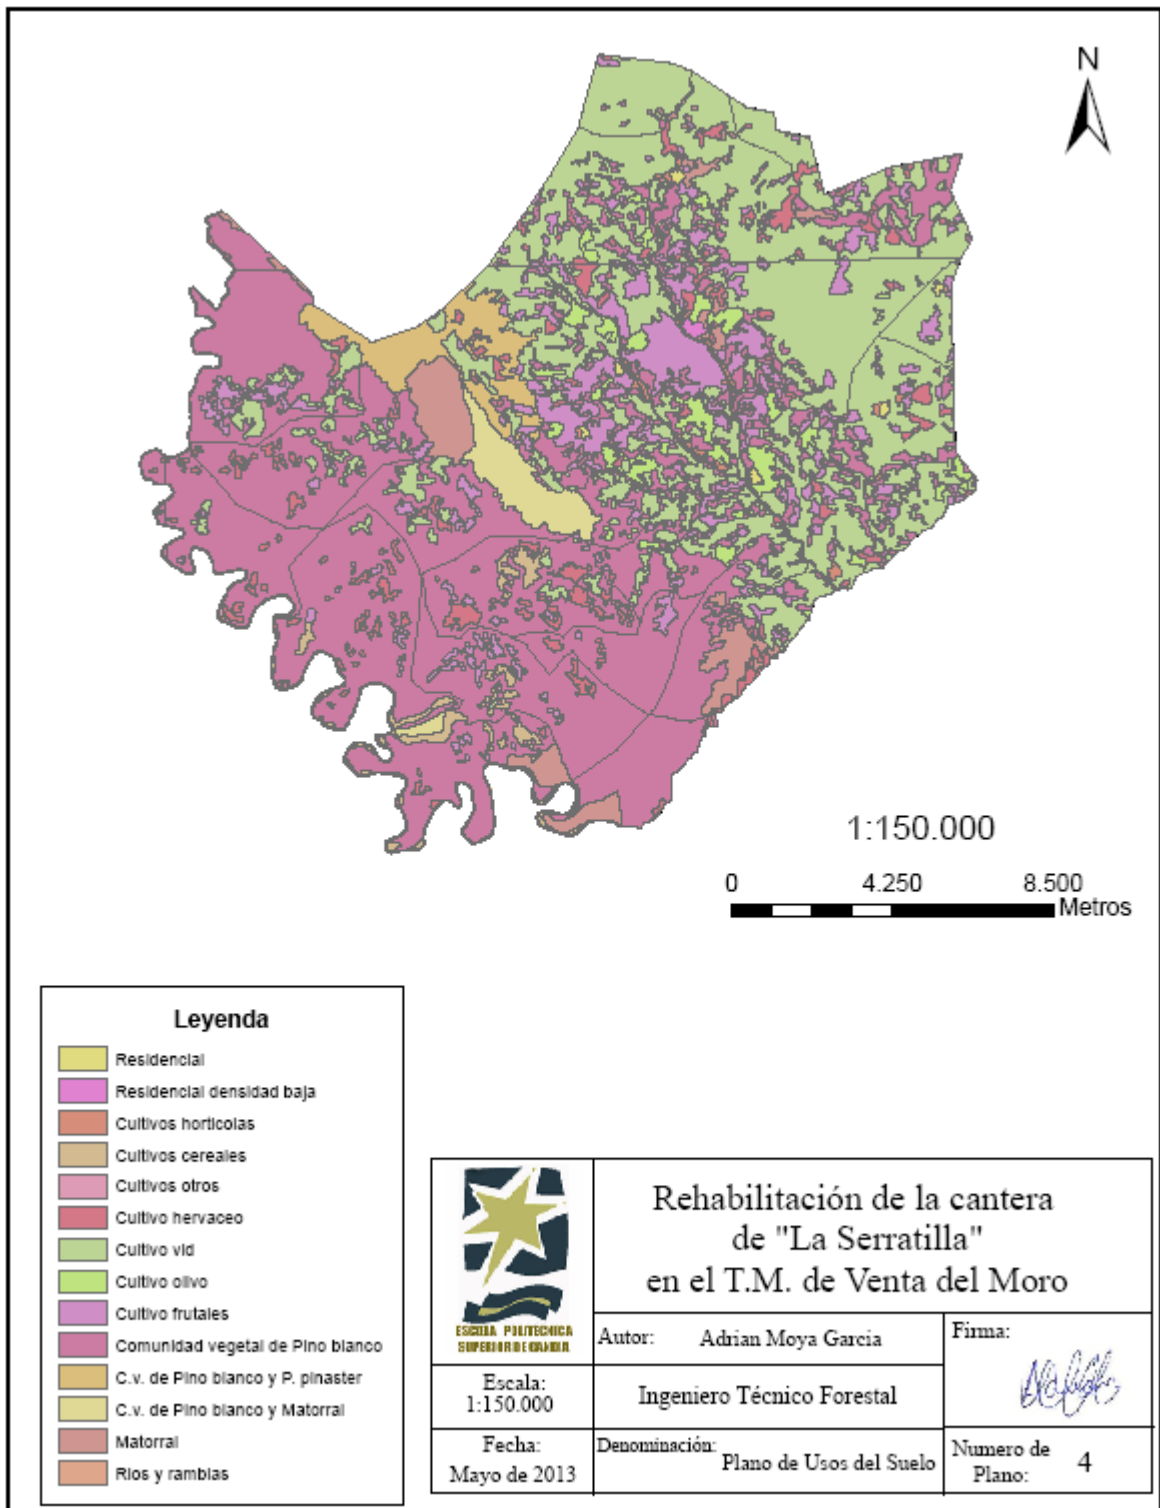 N
1:150.000
0 4.250 8.500
Metros
Leyenda
Residencial
Residencial densidad baja
Cultivos horticolas
Cultivos cereales
Cultivos otros
Cultivo hervaceo
Cultivo vid
Cultivo olivo
Cultivo frutales
Comunidad vegetal de Pino blanco
C.v. de Pino blanco y P. pinaster
C.v. de Pino blanco y Matorral
Matorral
Rios y ramblas
ESCUELA POLITECNICA
SUPERIOR DE GANDIA
Rehabilitación de la cantera
de "La Serratilla"
en el T.M. de Venta del Moro
Autor: Adrian Moya Garcia
Firma:
Escala:
1:150.000
Ingeniero Técnico Forestal
Fecha:
Mayo de 2013
Denominación: Plano de Usos del Suelo
Numero de
Plano: 4